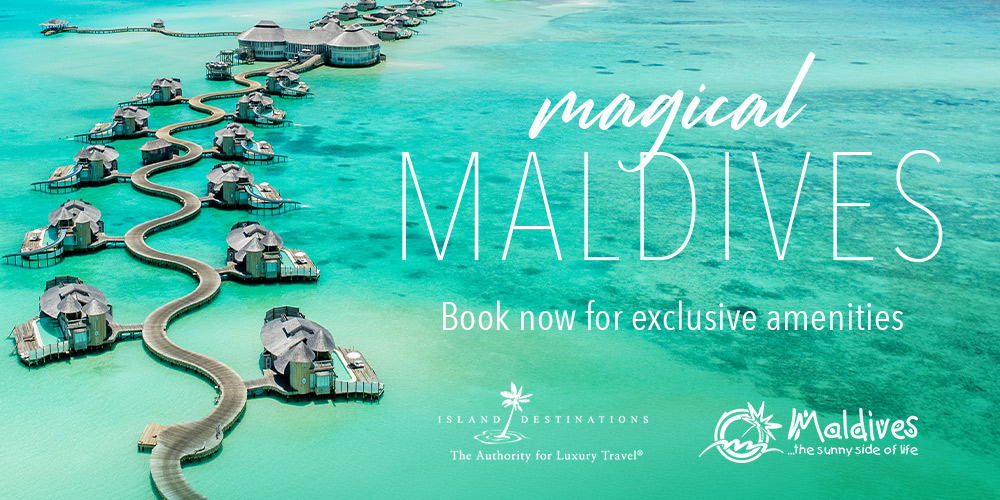 magical
MALDIVES
Book now for exclusive amenities
ISLAND DESTINATIONS
The Authority for Luxury Travel®
Maldives
...the sunny side of life